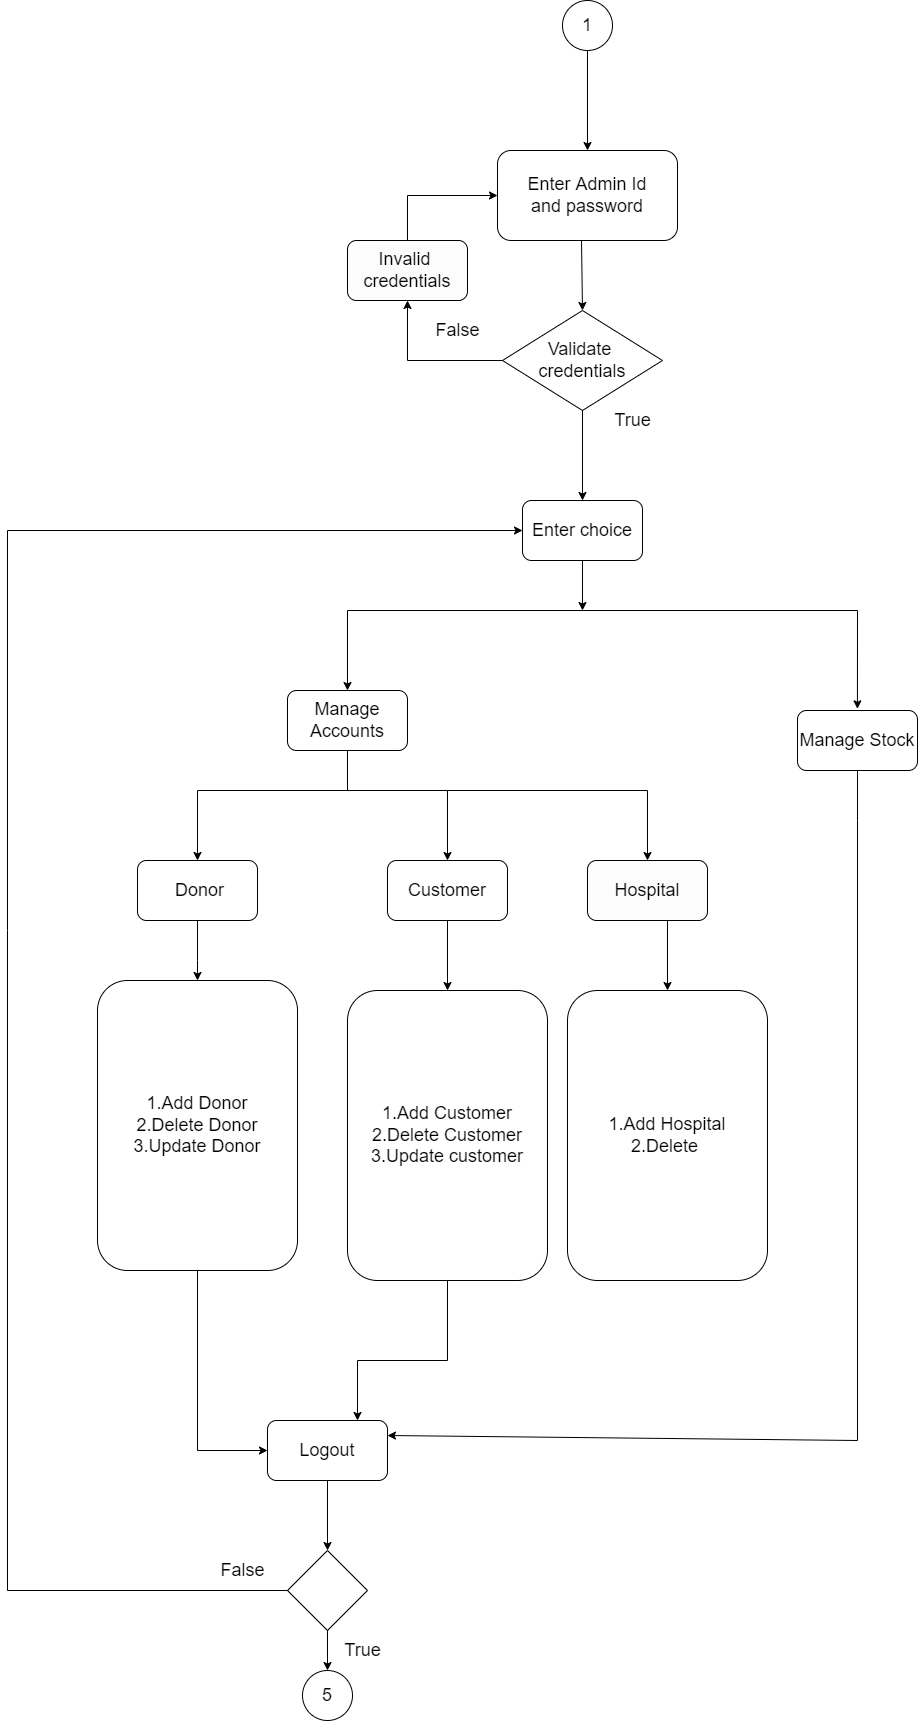 1
Enter Admin Id
and password
Invalid
credentials
False
Validate
credentials
True
Enter choice
Manage
Accounts
Manage Stock
Donor
Customer
Hospital
1.Add Donor
2.Delete Donor
3.Update Donor
1.Add Customer
2.Delete Customer
3.Update customer
1.Add Hospital
2.Delete
Logout
False
True
5